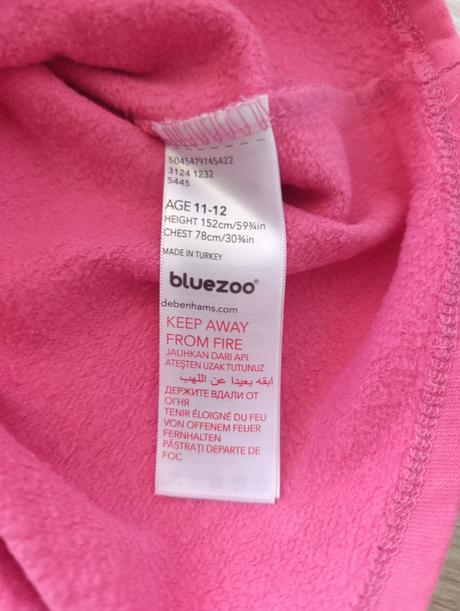 5045479745422
3124 1232
5445
AGE 11-12
HEIGHT 152cm/59¾in
CHEST 78cm/30¾in
MADE IN TURKEY
bluezoo®
debenhams.com
KEEP AWAY
FROM FIRE
JAUHKAN DARI API
ATEŞTEN UZAK TUTUNUZ
ابقه بعيدا عن اللهب
ДЕРЖИТЕ ВДАЛИ ОТ
ОГНЯ
TENIR ÉLOIGNÉ DU FEU
VON OFFENEM FEUER
FERNHALTEN
PĂSTRAȚI DEPARTE DE
FOC